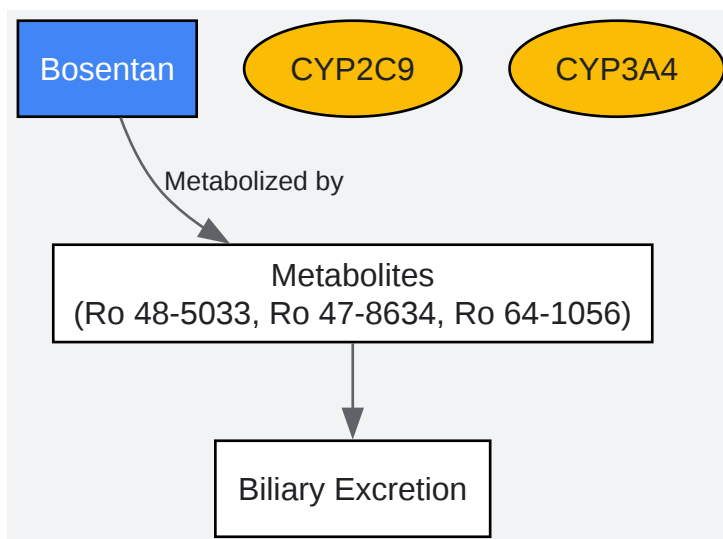 Bosentan
CYP2C9
CYP3A4
Metabolized by
Metabolites
(Ro 48-5033, Ro 47-8634, Ro 64-1056)
Biliary Excretion